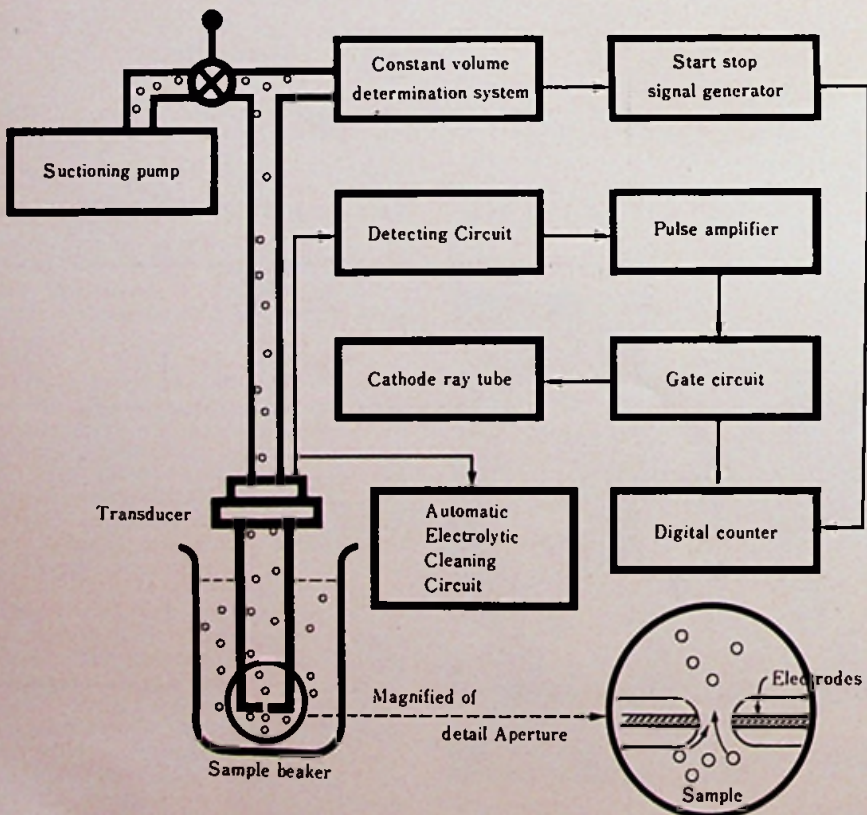 Constant volume
determination system
Start stop
signal generator
Suctioning pump
Detecting Circuit
Pulse amplifier
Cathode ray tube
Gate circuit
Transducer
Automatic
Electrolytic
Cleaning
Circuit
Digital counter
Electrodes
Magnified of
detail Aperture
Sample beaker
Sample